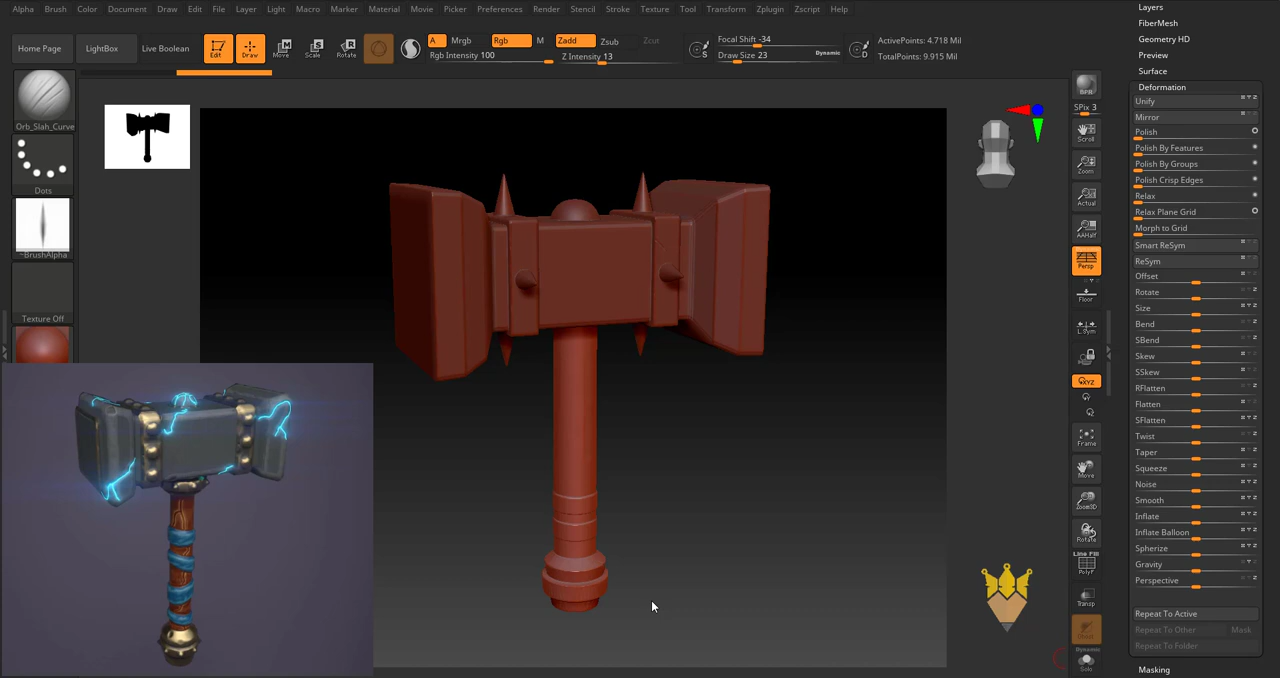 Alpha Brush Color Document Draw Edit File Layer Light Macro Marker Material Movie Picker Preferences Render Stencil Stroke Texture Tool Transform Zplugin Zscript Help
Home Page LightBox Live Boolean Edit Draw Move Scale Rotate
A Mrgb Rgb M Zadd Zsub Zcut
Rgb Intensity 100 Z Intensity 13
S Focal Shift -34
Draw Size 23 Dynamic D
ActivePoints: 4.718 Mil
TotalPoints: 9.915 Mil
Orb_Slah_Curve
Dots
~BrushAlpha
Texture Off
BPR
SPix 3
Scroll
Zoom
Actual
AAHalf
Persp
Floor
L.Sym
XYZ
Frame
Move
Zoom3D
Rotate
Line Fill
PolyF
Transp
Ghost
Dynamic
Solo
Layers
FiberMesh
Geometry HD
Preview
Surface
Deformation
Unify
Mirror
Polish
Polish By Features
Polish By Groups
Polish Crisp Edges
Relax
Relax Plane Grid
Morph to Grid
Smart ReSym
ReSym
Offset
Rotate
Size
Bend
SBend
Skew
SSkew
RFlatten
Flatten
SFlatten
Twist
Taper
Squeeze
Noise
Smooth
Inflate
Inflate Balloon
Spherize
Gravity
Perspective
Repeat To Active
Repeat To Other Mask
Repeat To Folder
Masking